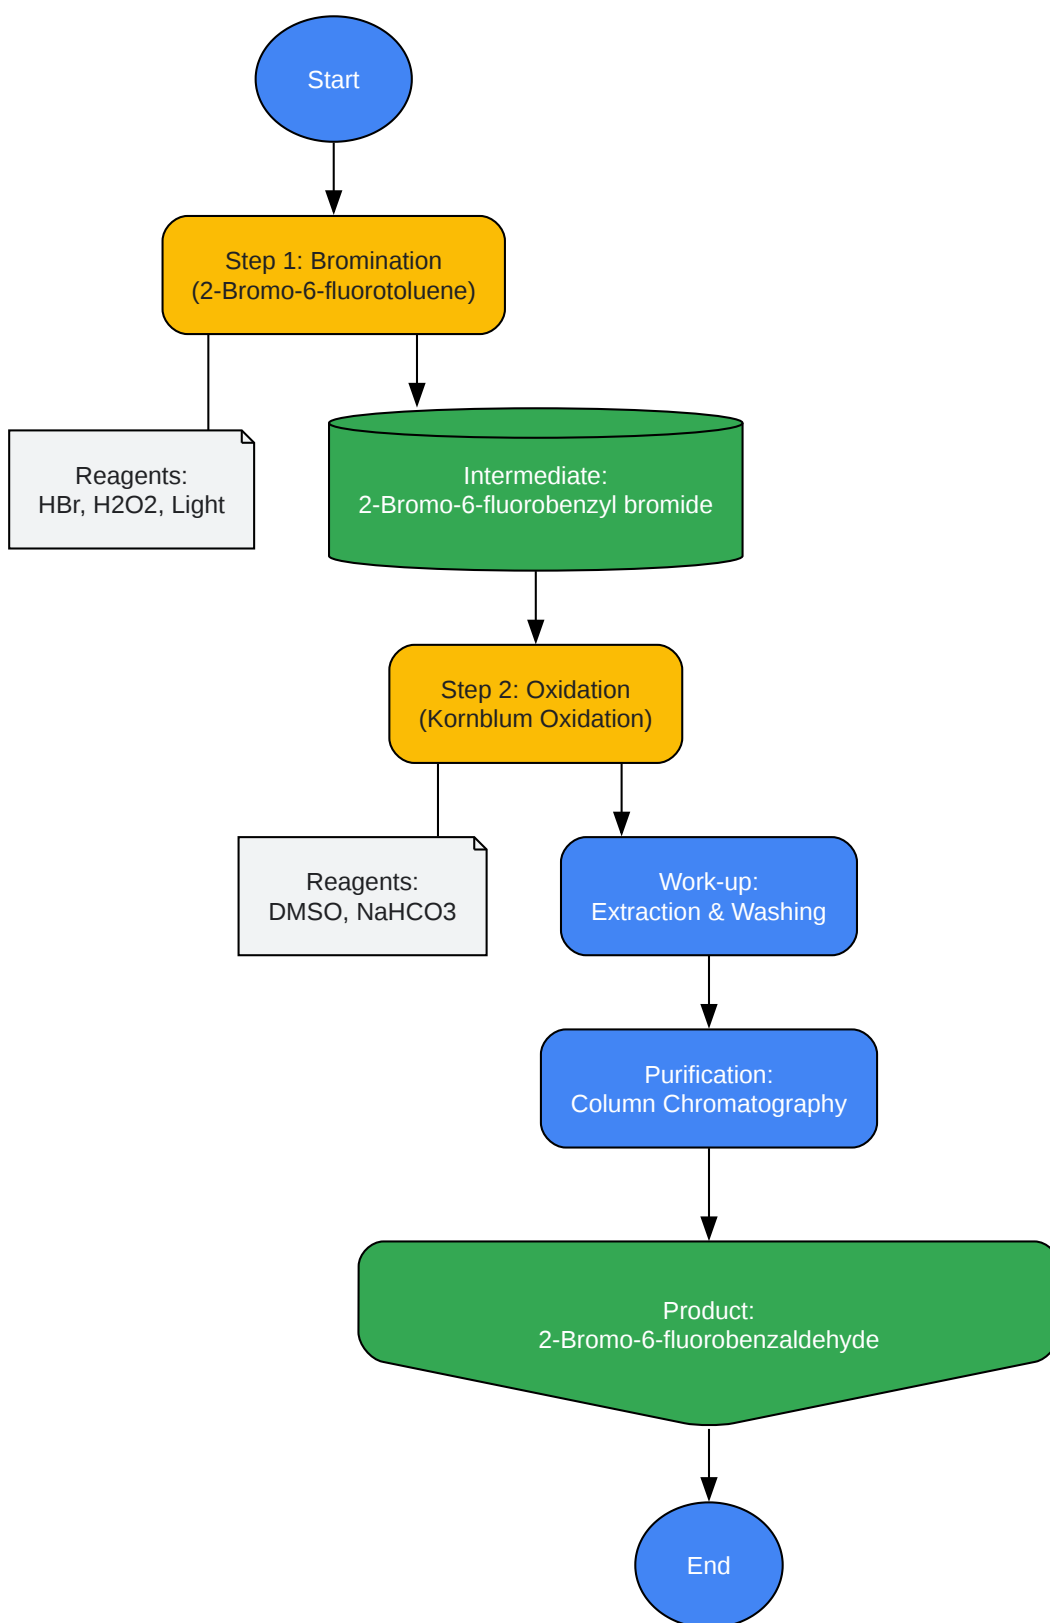 Start
Step 1: Bromination
(2-Bromo-6-fluorotoluene)
Reagents:
HBr, H2O2, Light
Intermediate:
2-Bromo-6-fluorobenzyl bromide
Step 2: Oxidation
(Kornblum Oxidation)
Reagents:
DMSO, NaHCO3
Work-up:
Extraction & Washing
Purification:
Column Chromatography
Product:
2-Bromo-6-fluorobenzaldehyde
End